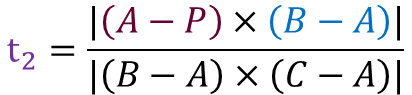 t₂ = |(A − P) × (B − A)| / |(B − A) × (C − A)|